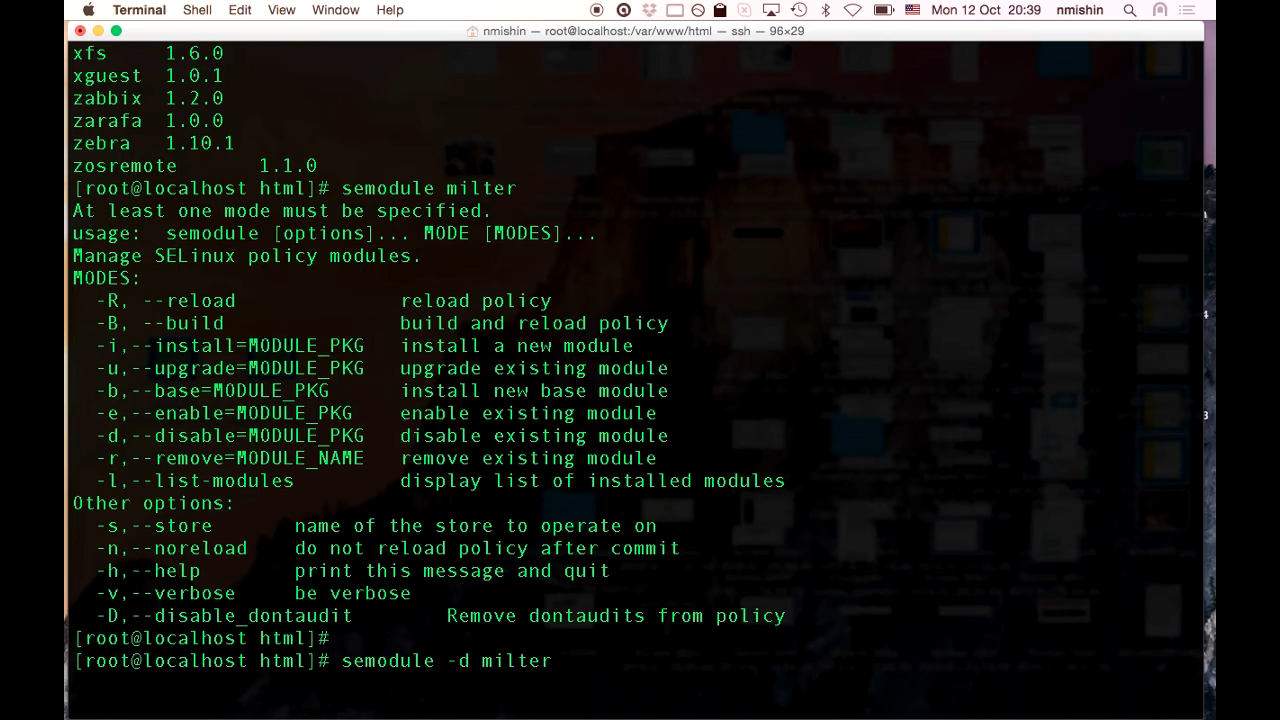 Terminal Shell Edit View Window Help Mon 12 Oct 20:39 nmishin
nmishin — root@localhost:/var/www/html — ssh — 96×29
xfs 1.6.0
xguest 1.0.1
zabbix 1.2.0
zarafa 1.0.0
zebra 1.10.1
zosremote 1.1.0
[root@localhost html]# semodule milter
At least one mode must be specified.
usage: semodule [options]... MODE [MODES]...
Manage SELinux policy modules.
MODES:
-R, --reload reload policy
-B, --build build and reload policy
-i,--install=MODULE_PKG install a new module
-u,--upgrade=MODULE_PKG upgrade existing module
-b,--base=MODULE_PKG install new base module
-e,--enable=MODULE_PKG enable existing module
-d,--disable=MODULE_PKG disable existing module
-r,--remove=MODULE_NAME remove existing module
-l,--list-modules display list of installed modules
Other options:
-s,--store name of the store to operate on
-n,--noreload do not reload policy after commit
-h,--help print this message and quit
-v,--verbose be verbose
-D,--disable_dontaudit Remove dontaudits from policy
[root@localhost html]#
[root@localhost html]# semodule -d milter